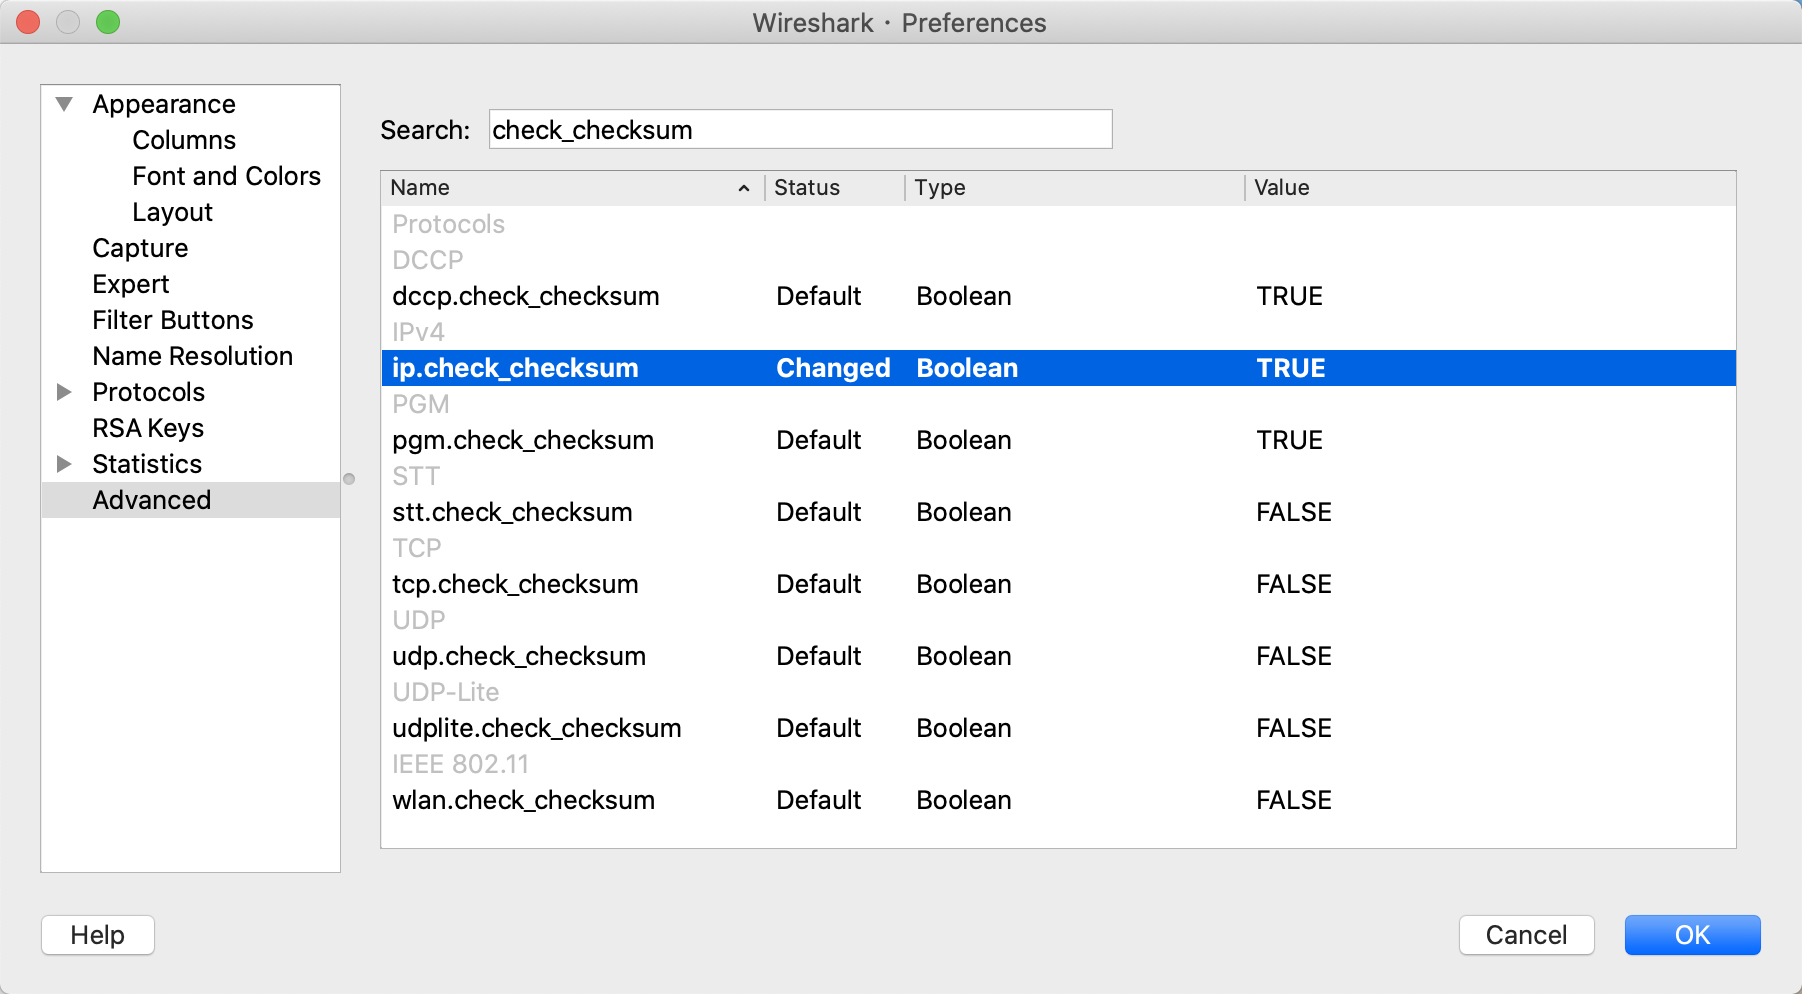 Wireshark · Preferences
Appearance
Columns
Font and Colors
Layout
Capture
Expert
Filter Buttons
Name Resolution
Protocols
RSA Keys
Statistics
Advanced
Search: check_checksum
Name Status Type Value
Protocols
DCCP
dccp.check_checksum Default Boolean TRUE
IPv4
ip.check_checksum Changed Boolean TRUE
PGM
pgm.check_checksum Default Boolean TRUE
STT
stt.check_checksum Default Boolean FALSE
TCP
tcp.check_checksum Default Boolean FALSE
UDP
udp.check_checksum Default Boolean FALSE
UDP-Lite
udplite.check_checksum Default Boolean FALSE
IEEE 802.11
wlan.check_checksum Default Boolean FALSE
Help Cancel OK